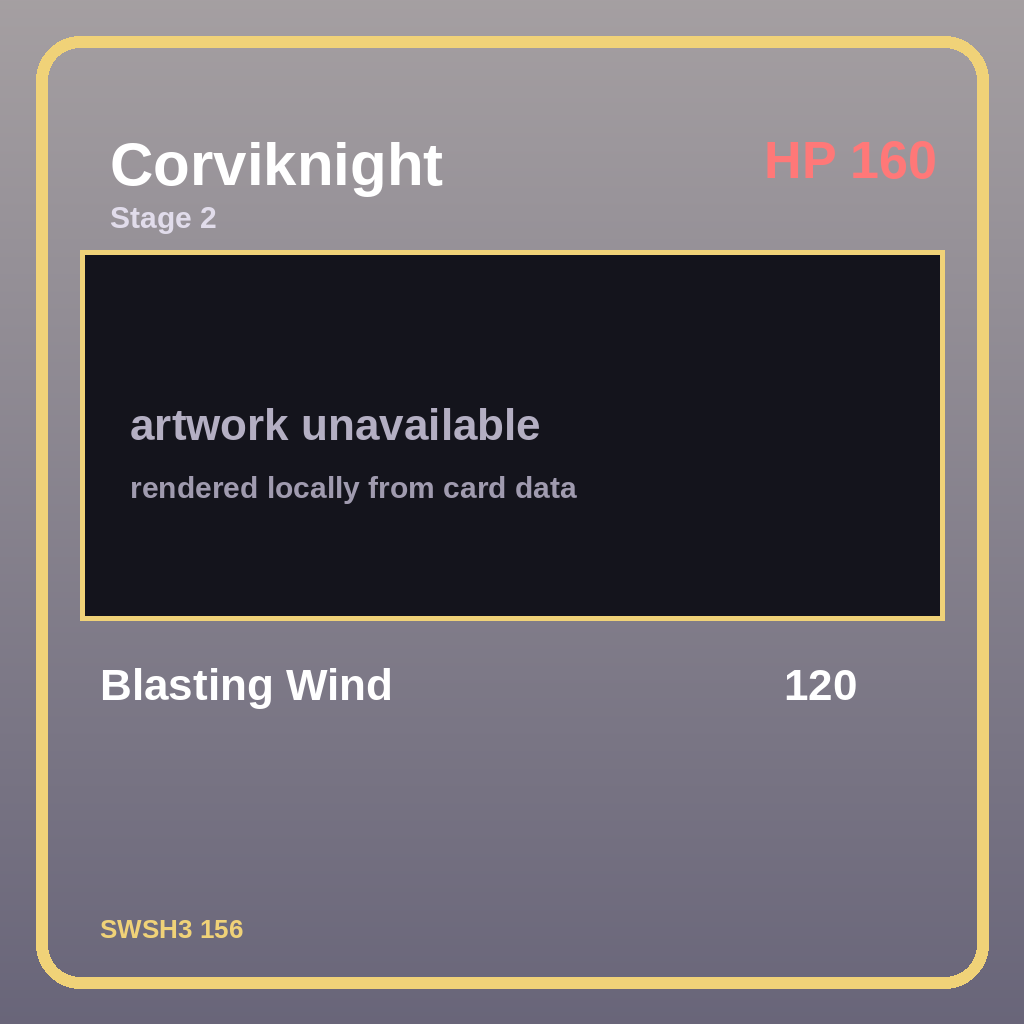 Corviknight
HP 160
Stage 2
artwork unavailable
rendered locally from card data
Blasting Wind
120
SWSH3 156